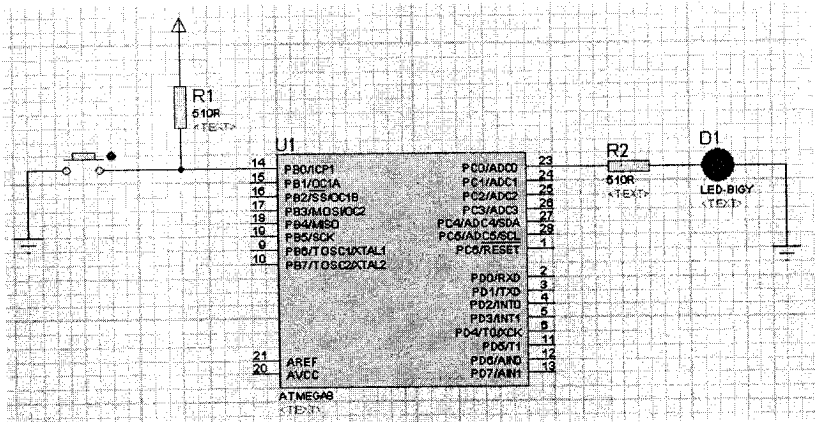 R1
510R
<TEXT>
U1
14 PB0/ICP1
15 PB1/OC1A
16 PB2/SS/OC1B
17 PB3/MOSI/OC2
18 PB4/MISO
19 PB5/SCK
9 PB6/TOSC1/XTAL1
10 PB7/TOSC2/XTAL2
21 AREF
20 AVCC
PC0/ADC0 23
PC1/ADC1 24
PC2/ADC2 25
PC3/ADC3 26
PC4/ADC4/SDA 27
PC5/ADC5/SCL 28
PC6/RESET 1
PD0/RXD 2
PD1/TXD 3
PD2/INT0 4
PD3/INT1 5
PD4/T0/XCK 6
PD5/T1 11
PD6/AIN0 12
PD7/AIN1 13
ATMEGA8
<TEXT>
R2
510R
<TEXT>
D1
LED-BIGY
<TEXT>